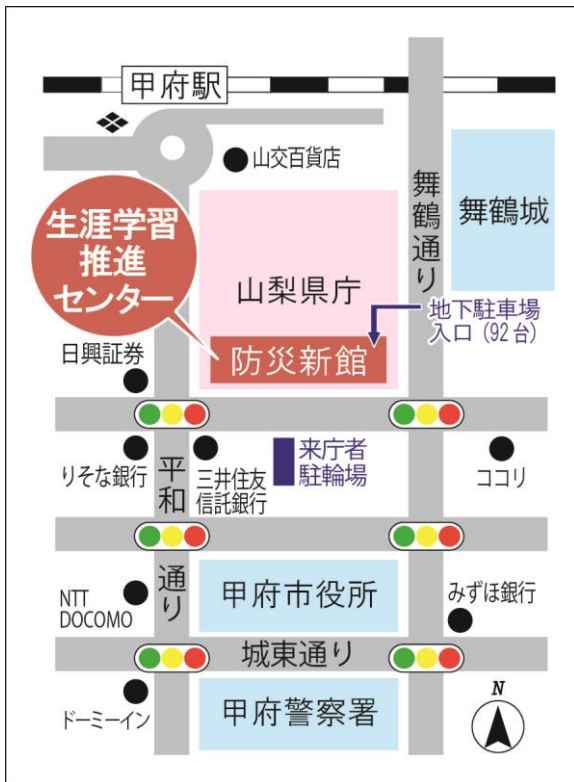 甲府駅
山交百貨店
舞鶴通り
舞鶴城
生涯学習
推進
センター
山梨県庁
地下駐車場
入口（92台）
防災新館
日興証券
りそな銀行
平和
通り
三井住友
信託銀行
来庁者
駐輪場
ココリ
NTT
DOCOMO
甲府市役所
みずほ銀行
城東通り
ドーミーイン
甲府警察署
N